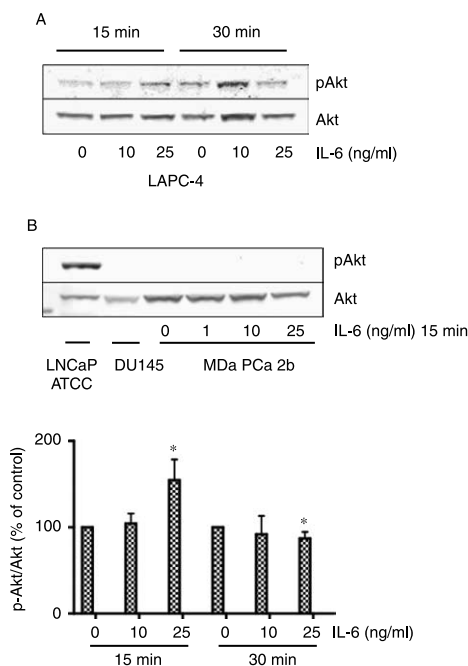 A
15 min 30 min
pAkt
Akt
0 10 25 0 10 25 IL-6 (ng/ml)
LAPC-4
B
pAkt
Akt
0 1 10 25 IL-6 (ng/ml) 15 min
LNCaP DU145 MDa PCa 2b
ATCC
p-Akt/Akt (% of control)
200
*
100
*
0
0 10 25 0 10 25 IL-6 (ng/ml)
15 min 30 min